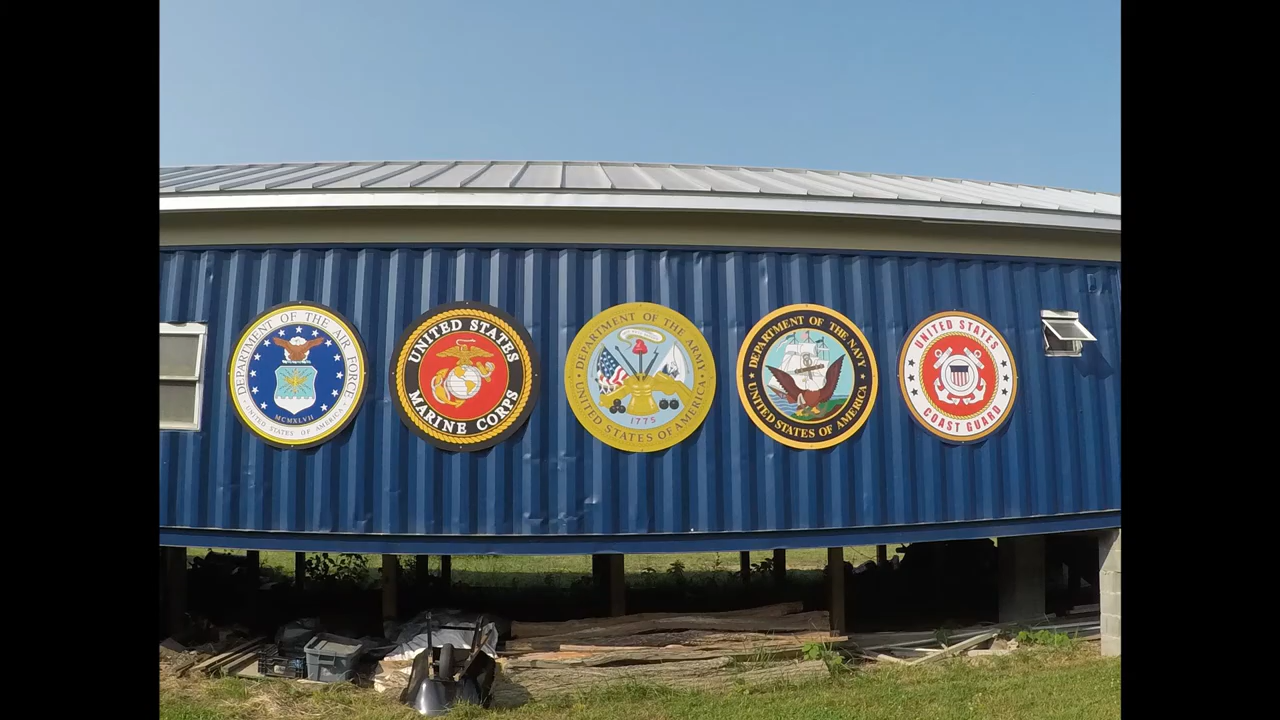 DEPARTMENT OF THE AIR FORCE
MCMXLVII
UNITED STATES OF AMERICA
UNITED STATES
MARINE CORPS
DEPARTMENT OF THE ARMY
1775
UNITED STATES OF AMERICA
DEPARTMENT OF THE NAVY
UNITED STATES OF AMERICA
UNITED STATES
COAST GUARD